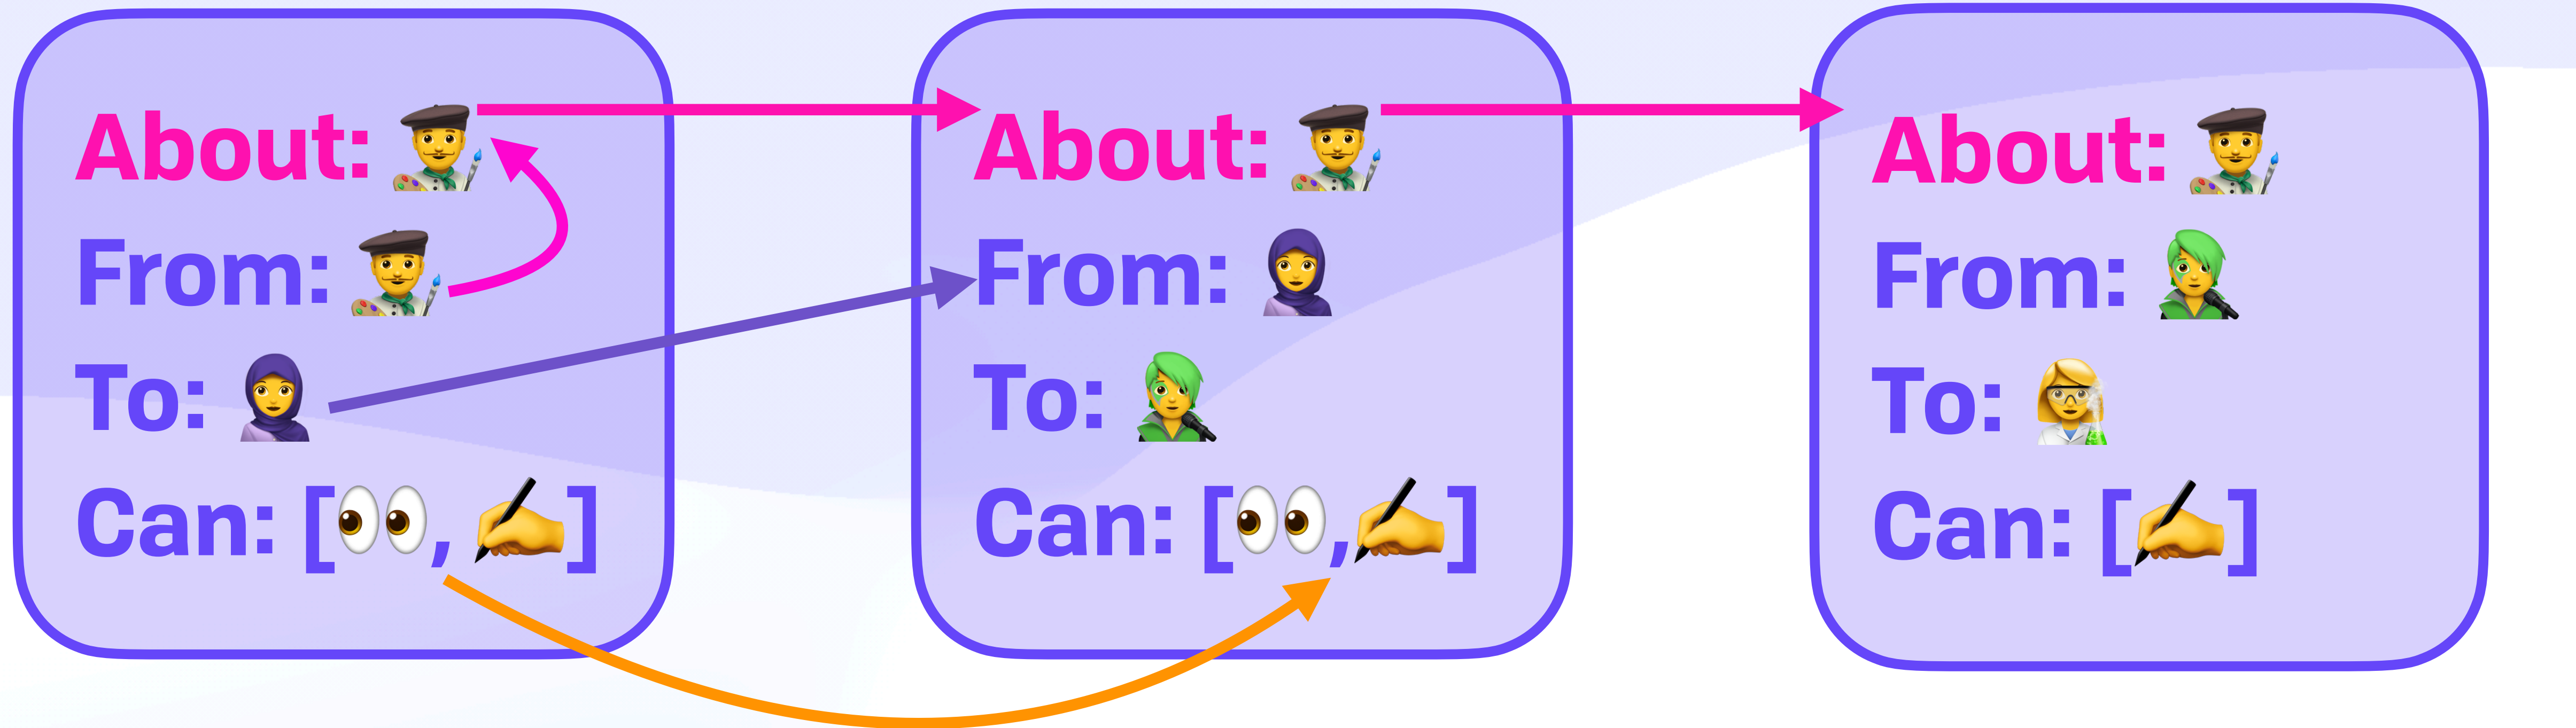 About: 👨‍🎨
From: 👨‍🎨
To: 🧕
Can: [👀, ✍️]
About: 👨‍🎨
From: 🧕
To: 🧑‍🎤
Can: [👀,✍️]
About: 👨‍🎨
From: 🧑‍🎤
To: 👩‍🔬
Can: [✍️]